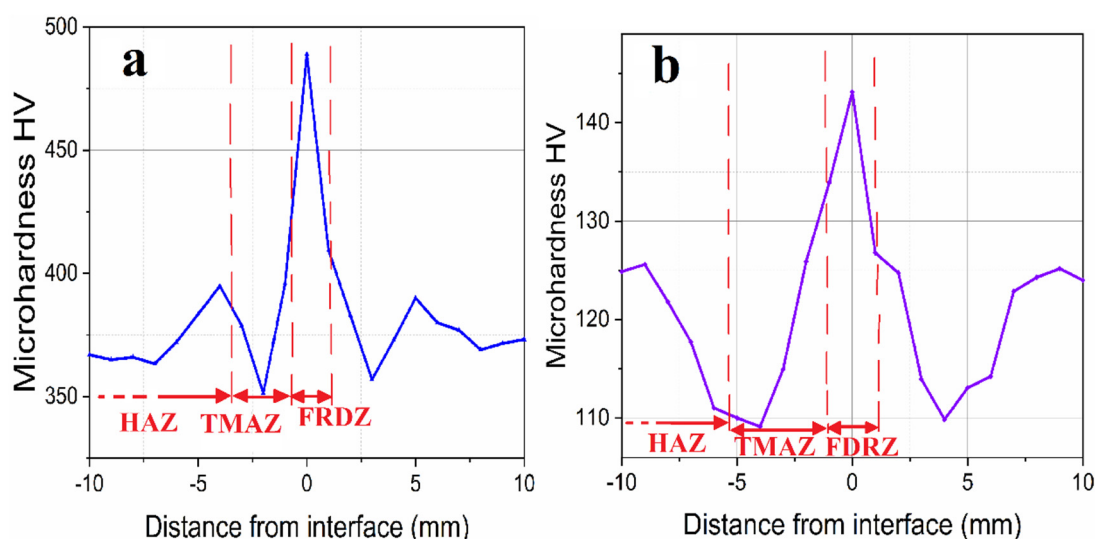 a
Microhardness HV
500
450
400
350
HAZ TMAZ FRDZ
-10 -5 0 5 10
Distance from interface (mm)
b
Microhardness HV
140
130
120
110
HAZ TMAZ FDRZ
-10 -5 0 5 10
Distance from interface (mm)